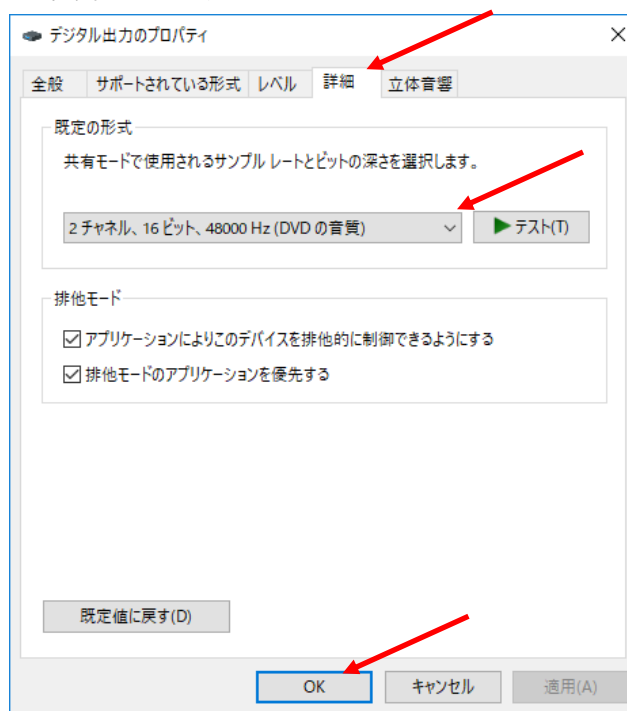 デジタル出力のプロパティ
全般 サポートされている形式 レベル 詳細 立体音響
既定の形式
共有モードで使用されるサンプル レートとビットの深さを選択します。
2 チャネル、16 ビット、48000 Hz (DVD の音質) テスト(T)
排他モード
アプリケーションによりこのデバイスを排他的に制御できるようにする
排他モードのアプリケーションを優先する
既定値に戻す(D)
OK キャンセル 適用(A)